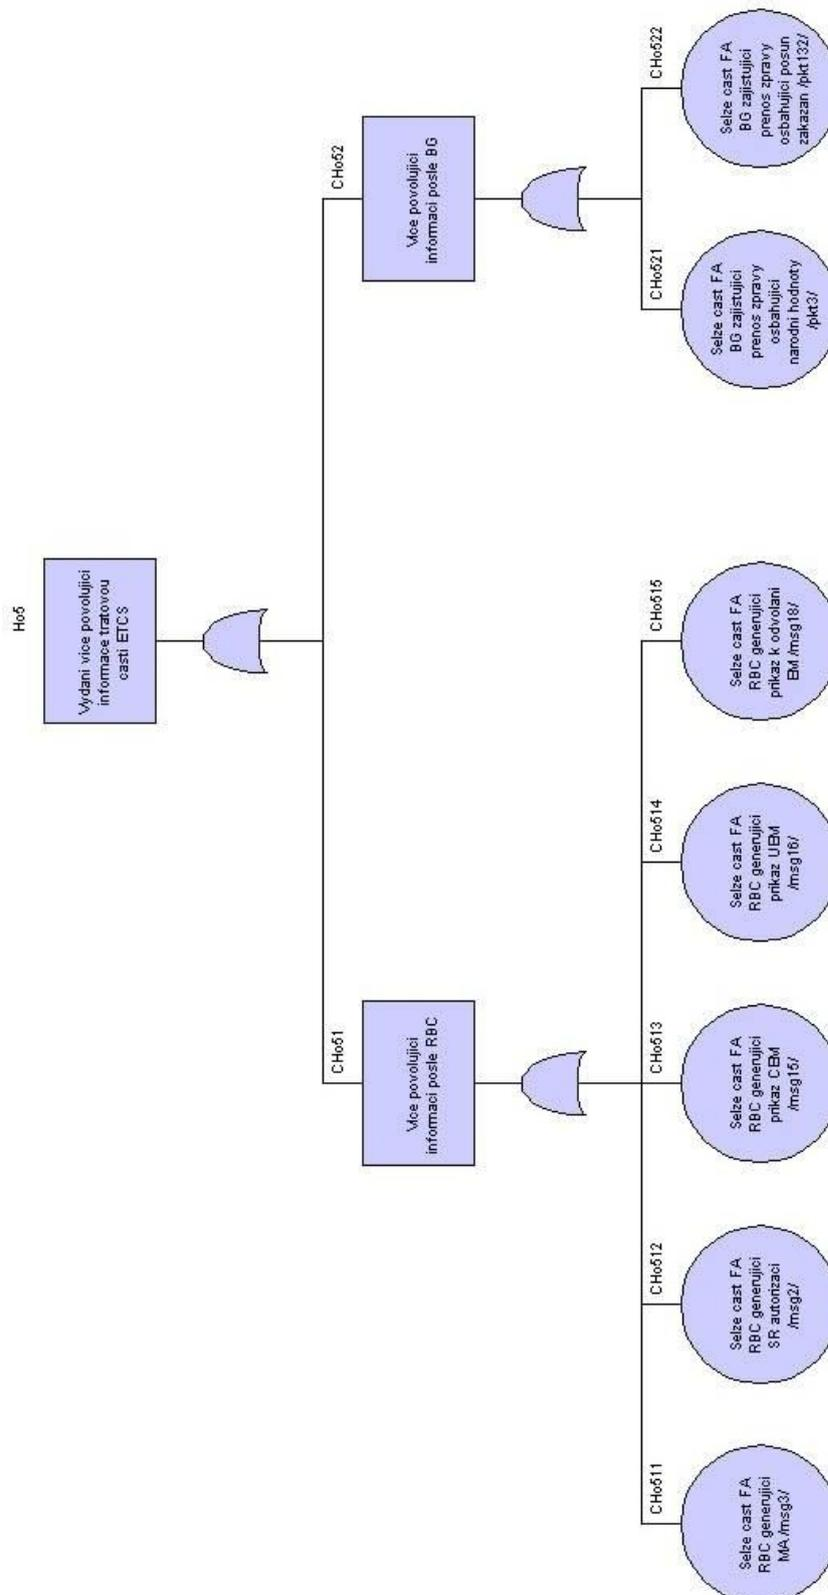 Ho5
Vydani vice povolujici
informace tratovou
casti ETCS
CHo51
Vice povolujici
informaci posle RBC
CHo52
Vice povolujici
informaci posle BG
CHo511
Selze cast FA
RBC generujici
MA /msg3/
CHo512
Selze cast FA
RBC generujici
SR autorizaci
/msg2/
CHo513
Selze cast FA
RBC generujici
prikaz CEM
/msg15/
CHo514
Selze cast FA
RBC generujici
prikaz UEM
/msg16/
CHo515
Selze cast FA
RBC generujici
prikaz k odvolani
EM /msg18/
CHo521
Selze cast FA
BG zajistujici
prenos zpravy
osbahujici
narodni hodnoty
/pkt3/
CHo522
Selze cast FA
BG zajistujici
prenos zpravy
osbahujici posun
zakazan /pkt132/